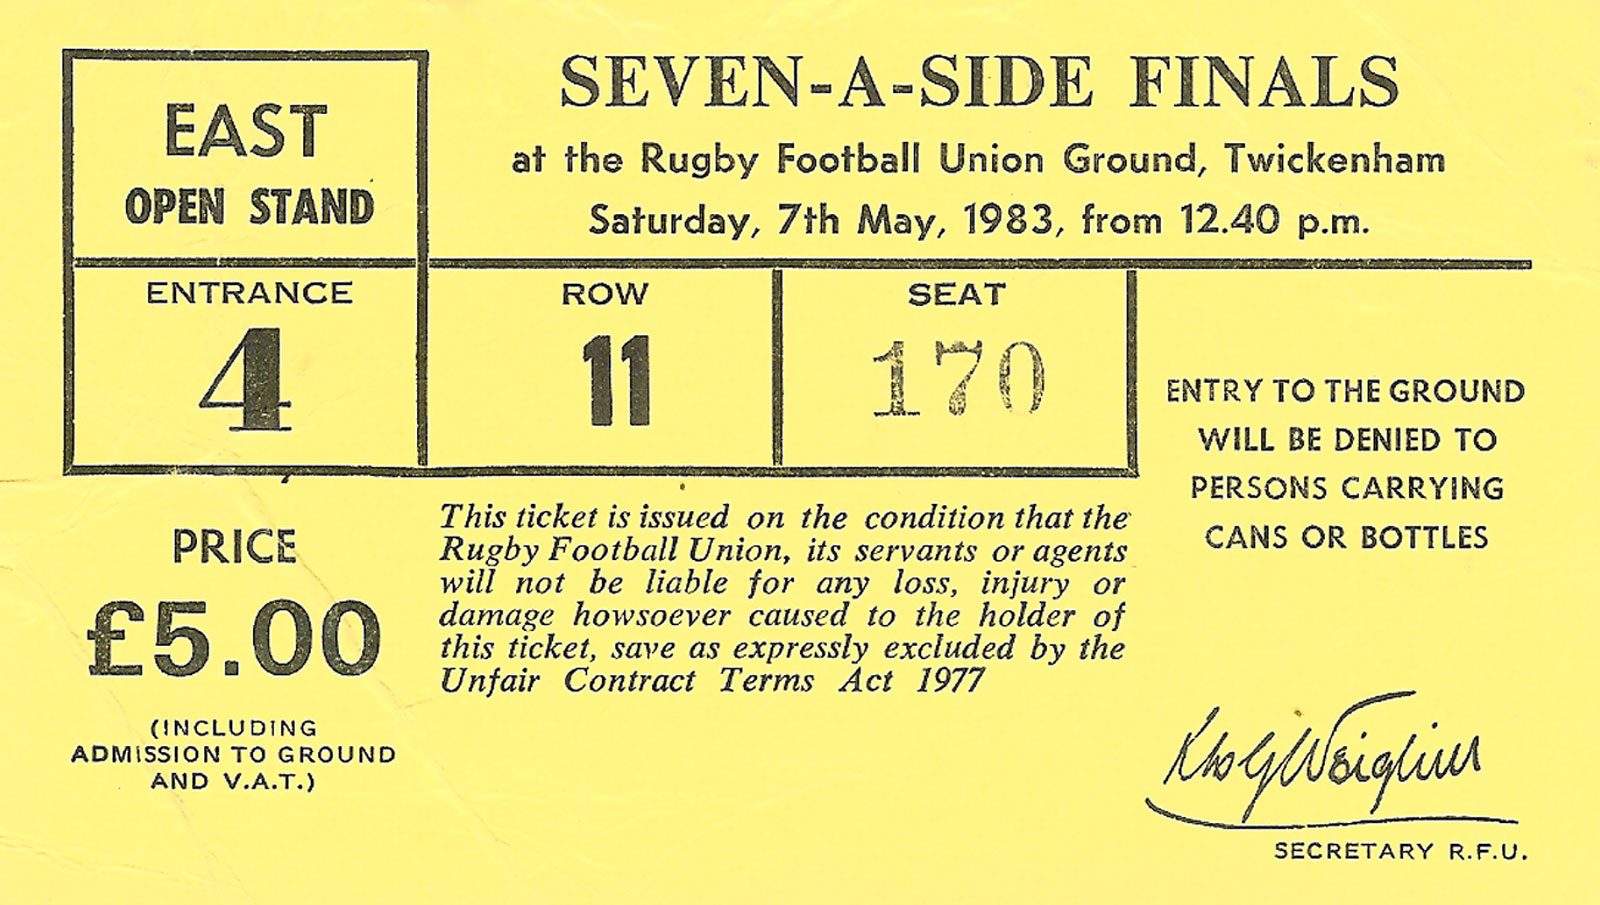 EAST
OPEN STAND
SEVEN-A-SIDE FINALS
at the Rugby Football Union Ground, Twickenham
Saturday, 7th May, 1983, from 12.40 p.m.
ENTRANCE
4
ROW
11
SEAT
170
ENTRY TO THE GROUND
WILL BE DENIED TO
PERSONS CARRYING
CANS OR BOTTLES
PRICE
£5.00
(INCLUDING
ADMISSION TO GROUND
AND V.A.T.)
This ticket is issued on the condition that the
Rugby Football Union, its servants or agents
will not be liable for any loss, injury or
damage howsoever caused to the holder of
this ticket, save as expressly excluded by the
Unfair Contract Terms Act 1977
SECRETARY R.F.U.